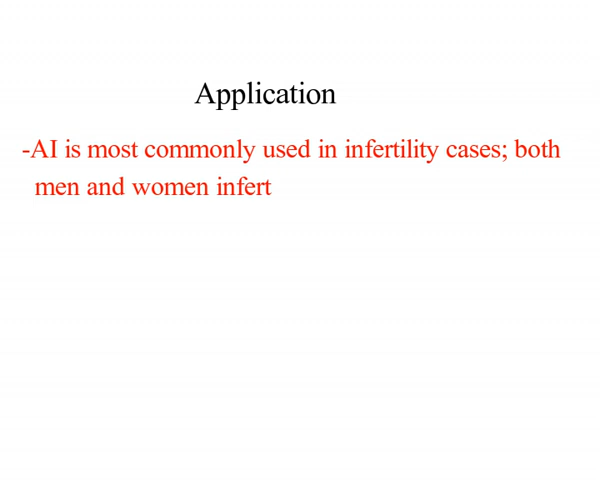 Application
-AI is most commonly used in infertility cases; both
men and women infert